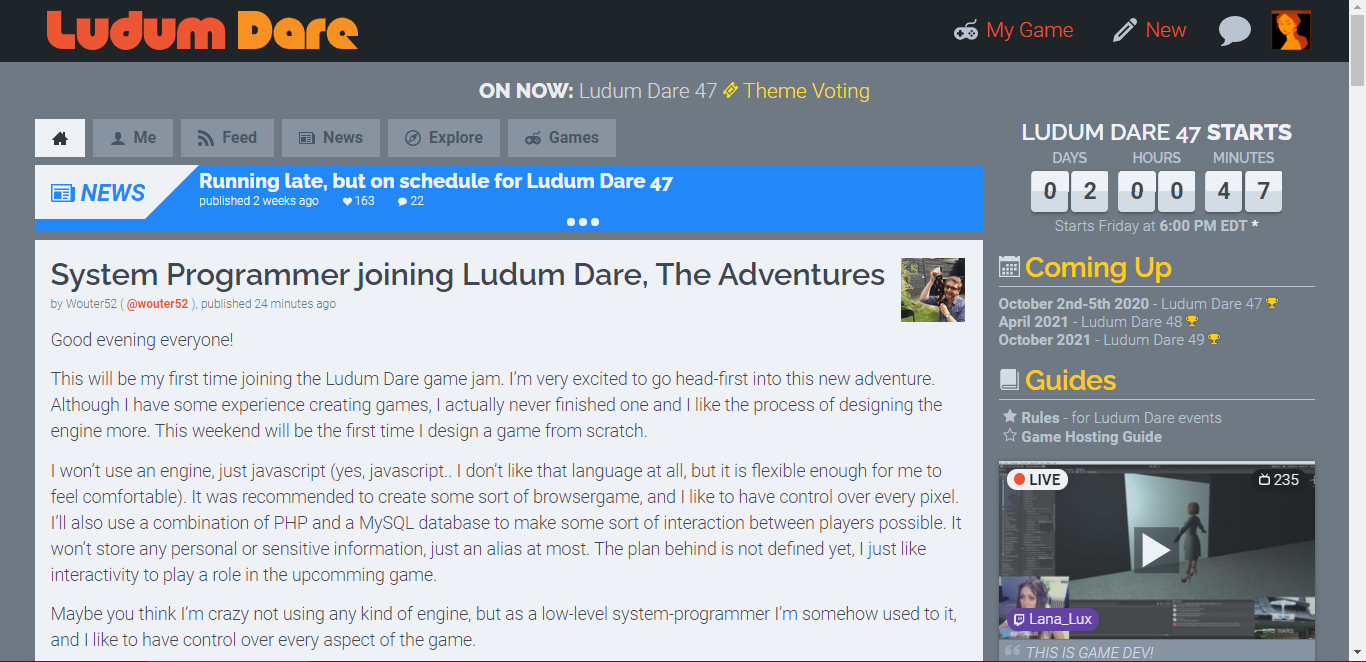 Ludum Dare
My Game
New
ON NOW: Ludum Dare 47 Theme Voting
Me
Feed
News
Explore
Games
NEWS
Running late, but on schedule for Ludum Dare 47
published 2 weeks ago 163 22
System Programmer joining Ludum Dare, The Adventures
by Wouter52 ( @wouter52 ), published 24 minutes ago
Good evening everyone!
This will be my first time joining the Ludum Dare game jam. I'm very excited to go head-first into this new adventure.
Although I have some experience creating games, I actually never finished one and I like the process of designing the
engine more. This weekend will be the first time I design a game from scratch.
I won't use an engine, just javascript (yes, javascript.. I don't like that language at all, but it is flexible enough for me to
feel comfortable). It was recommended to create some sort of browsergame, and I like to have control over every pixel.
I'll also use a combination of PHP and a MySQL database to make some sort of interaction between players possible. It
won't store any personal or sensitive information, just an alias at most. The plan behind is not defined yet, I just like
interactivity to play a role in the upcomming game.
Maybe you think I'm crazy not using any kind of engine, but as a low-level system-programmer I'm somehow used to it,
and I like to have control over every aspect of the game.
LUDUM DARE 47 STARTS
DAYS HOURS MINUTES
0 2 0 0 4 7
Starts Friday at 6:00 PM EDT *
Coming Up
October 2nd-5th 2020 - Ludum Dare 47
April 2021 - Ludum Dare 48
October 2021 - Ludum Dare 49
Guides
Rules - for Ludum Dare events
Game Hosting Guide
LIVE
235
Lana_Lux
THIS IS GAME DEV!